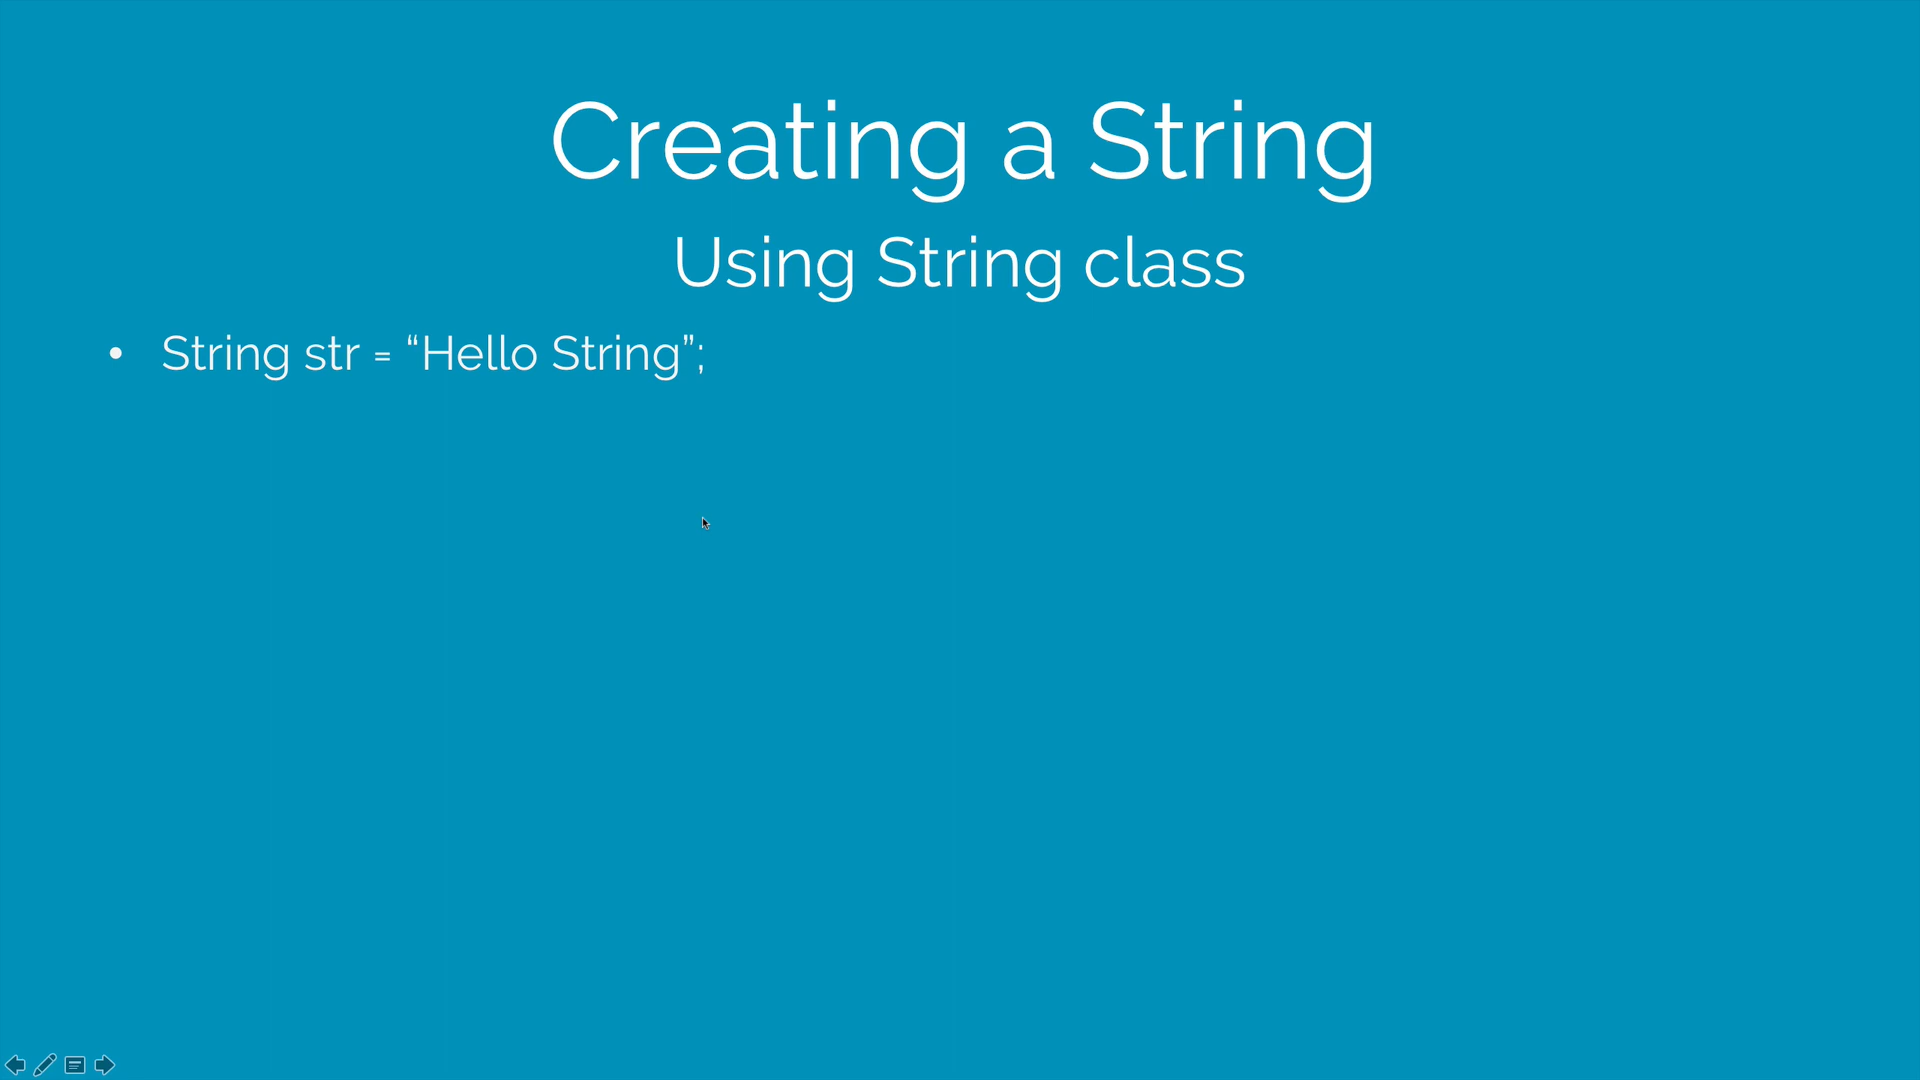 Creating a String
Using String class
• String str = “Hello String”;